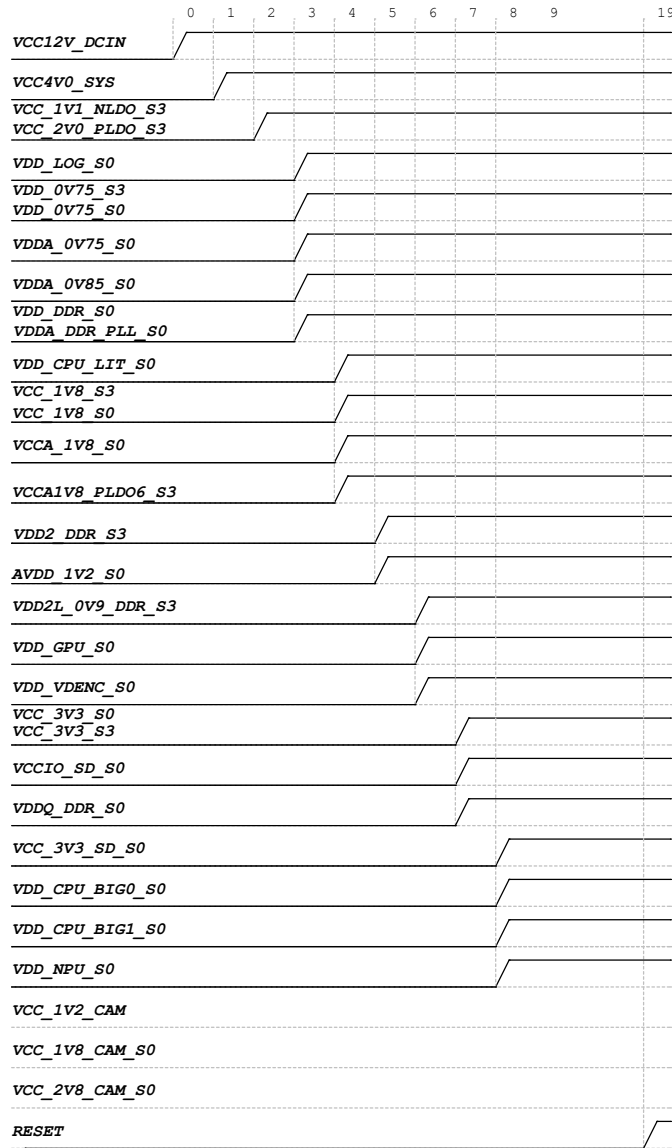 0 1 2 3 4 5 6 7 8 9 19
VCC12V_DCIN
VCC4V0_SYS
VCC_1V1_NLDO_S3
VCC_2V0_PLDO_S3
VDD_LOG_S0
VDD_0V75_S3
VDD_0V75_S0
VDDA_0V75_S0
VDDA_0V85_S0
VDD_DDR_S0
VDDA_DDR_PLL_S0
VDD_CPU_LIT_S0
VCC_1V8_S3
VCC_1V8_S0
VCCA_1V8_S0
VCCA1V8_PLDO6_S3
VDD2_DDR_S3
AVDD_1V2_S0
VDD2L_0V9_DDR_S3
VDD_GPU_S0
VDD_VDENC_S0
VCC_3V3_S0
VCC_3V3_S3
VCCIO_SD_S0
VDDQ_DDR_S0
VCC_3V3_SD_S0
VDD_CPU_BIG0_S0
VDD_CPU_BIG1_S0
VDD_NPU_S0
VCC_1V2_CAM
VCC_1V8_CAM_S0
VCC_2V8_CAM_S0
RESET